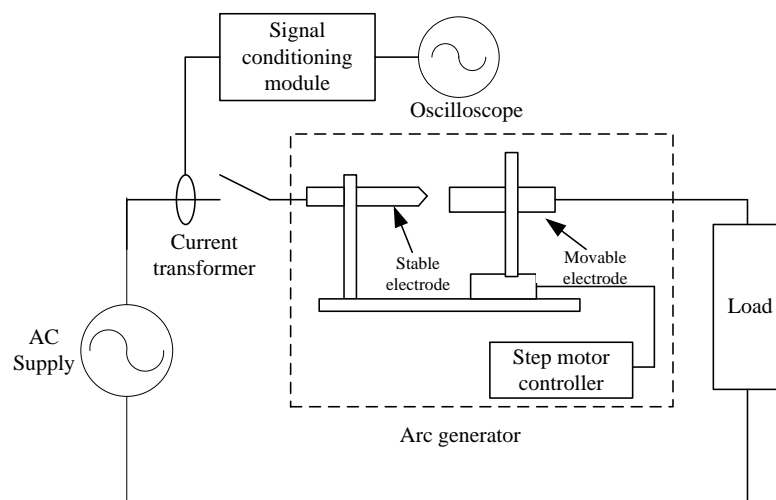 Signal
conditioning
module
Oscilloscope
Current
transformer
Stable
electrode
Movable
electrode
Load
AC
Supply
Step motor
controller
Arc generator